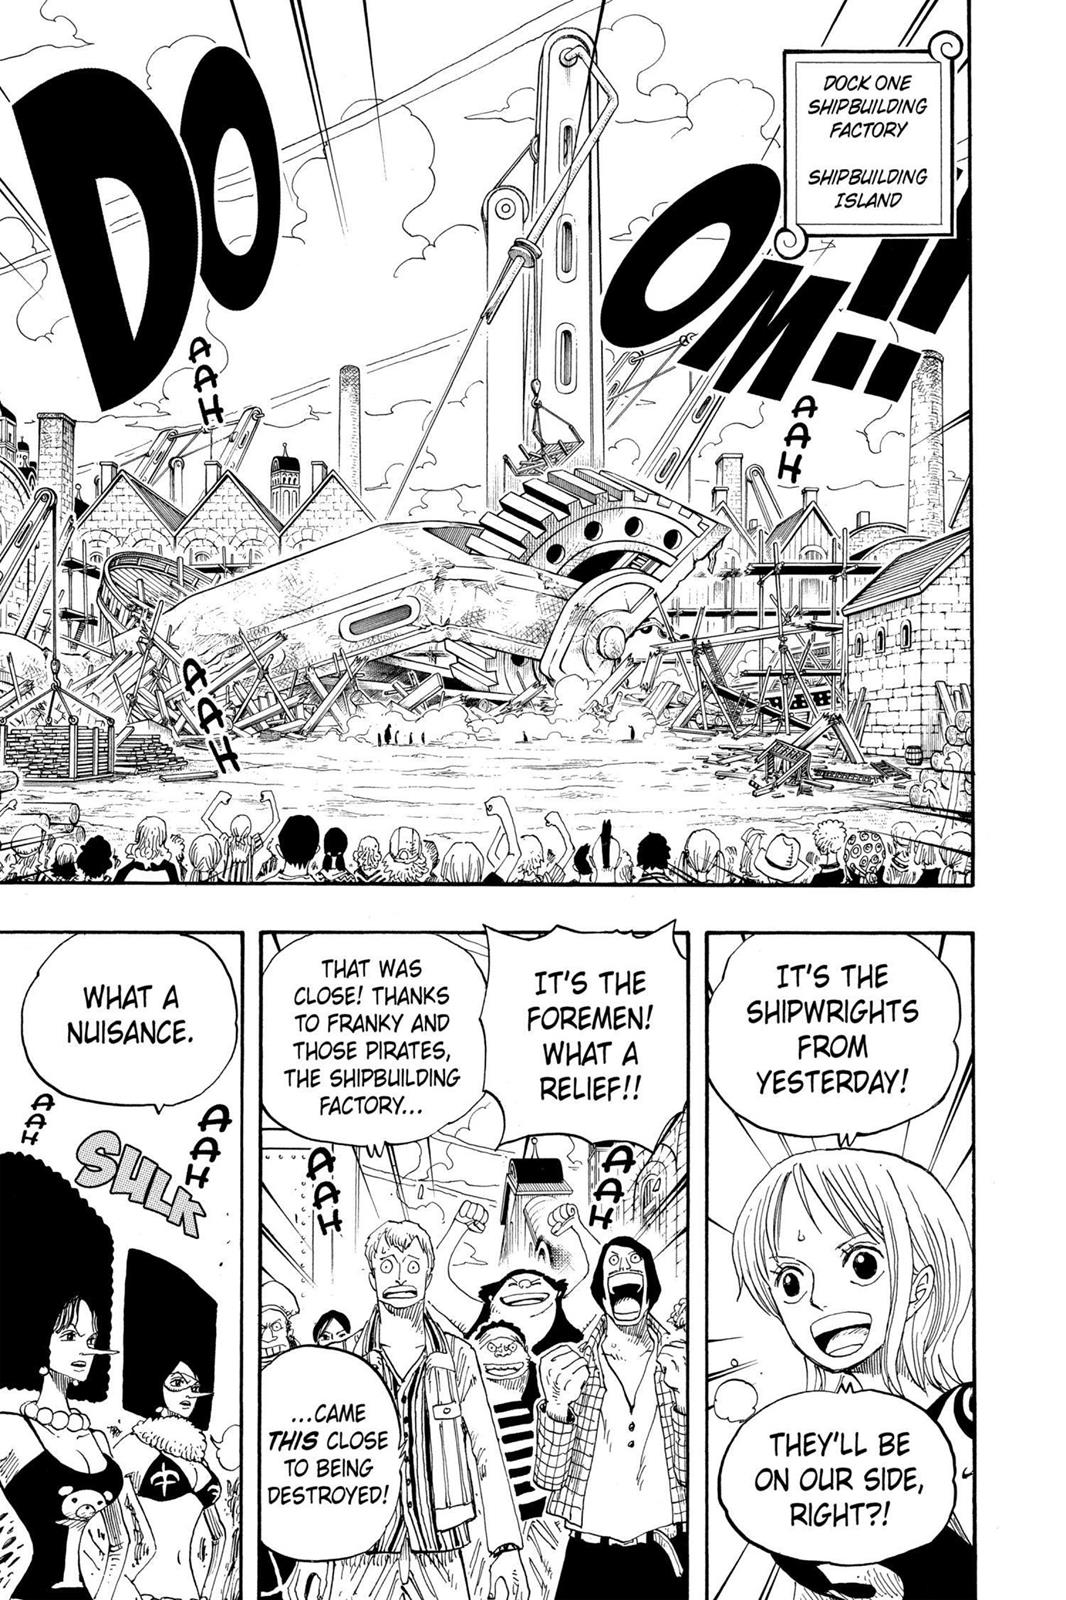 DOCK ONE
SHIPBUILDING
FACTORY
SHIPBUILDING
ISLAND
DO
OM!!
AAH
AAH
AAH
IT'S THE
SHIPWRIGHTS
FROM
YESTERDAY!
THEY'LL BE
ON OUR SIDE,
RIGHT?!
IT'S THE
FOREMEN!
WHAT A
RELIEF!!
THAT WAS
CLOSE! THANKS
TO FRANKY AND
THOSE PIRATES,
THE SHIPBUILDING
FACTORY...
AAH
AAH
...CAME
THIS CLOSE
TO BEING
DESTROYED!
WHAT A
NUISANCE.
AAH
AAH
SULK